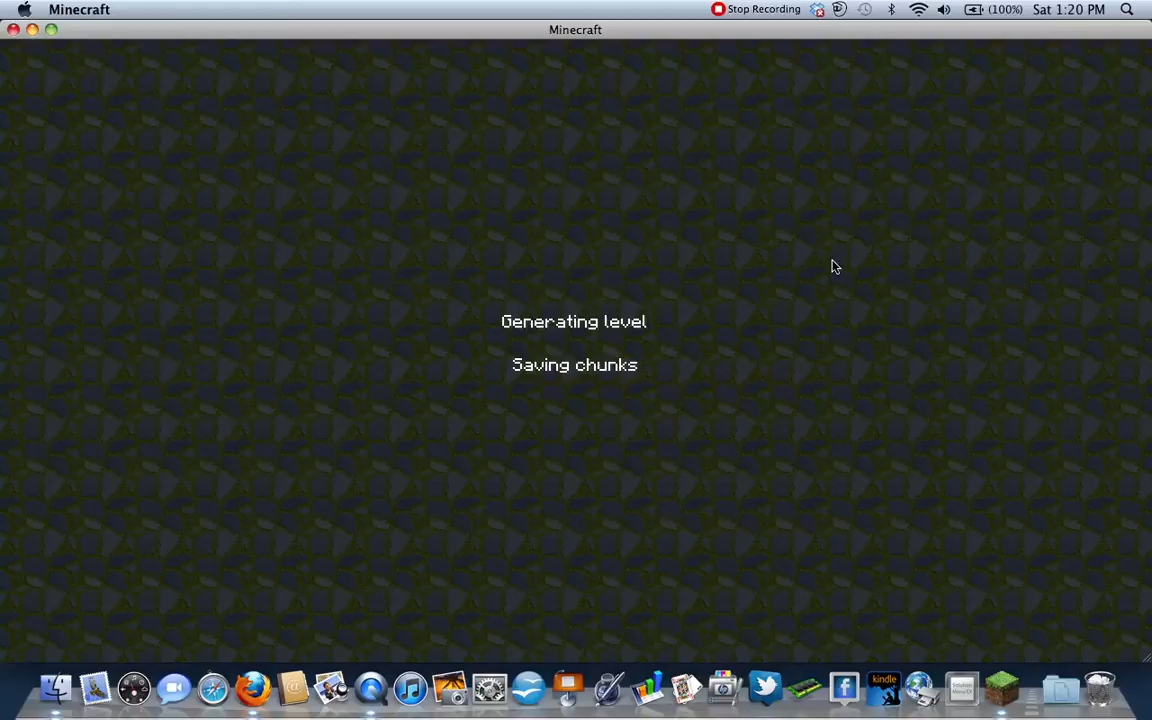 Minecraft
Stop Recording
(100%)
Sat 1:20 PM
Minecraft
Generating level
Saving chunks
kindle